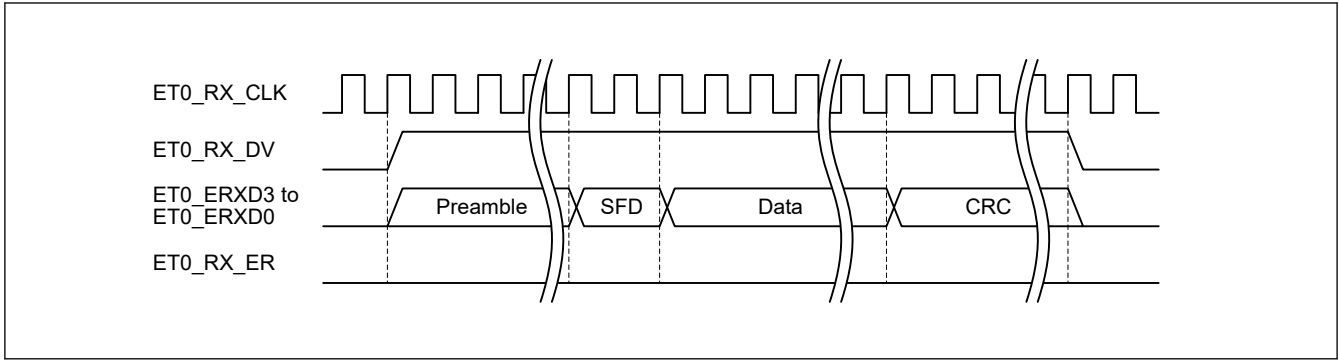 ET0_RX_CLK
ET0_RX_DV
ET0_ERXD3 to
ET0_ERXD0
Preamble
SFD
Data
CRC
ET0_RX_ER